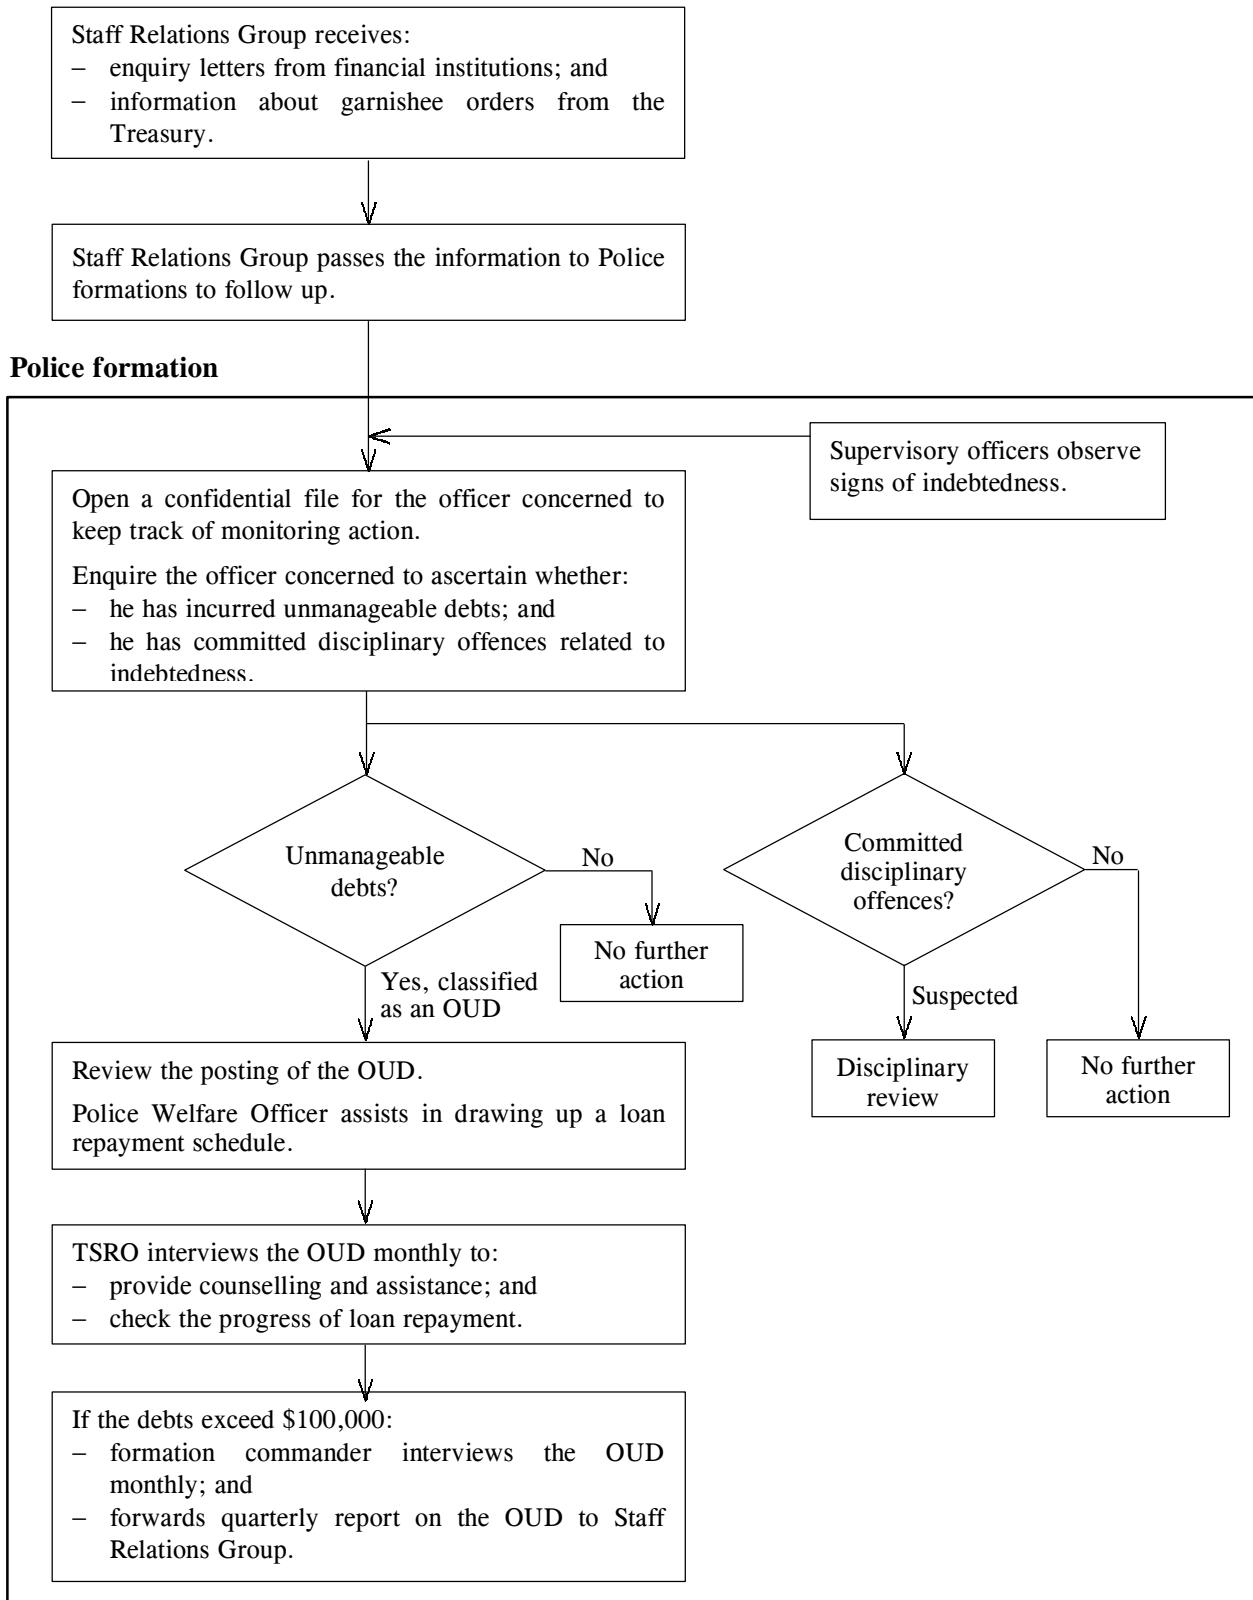 Staff Relations Group receives:
– enquiry letters from financial institutions; and
– information about garnishee orders from the
Treasury.
Staff Relations Group passes the information to Police
formations to follow up.
Police formation
Supervisory officers observe
signs of indebtedness.
Open a confidential file for the officer concerned to
keep track of monitoring action.
Enquire the officer concerned to ascertain whether:
– he has incurred unmanageable debts; and
– he has committed disciplinary offences related to
indebtedness.
Unmanageable
debts?
No
Committed
disciplinary
offences?
No
No further
action
Yes, classified
as an OUD
Suspected
Review the posting of the OUD.
Police Welfare Officer assists in drawing up a loan
repayment schedule.
Disciplinary
review
No further
action
TSRO interviews the OUD monthly to:
– provide counselling and assistance; and
– check the progress of loan repayment.
If the debts exceed $100,000:
– formation commander interviews the OUD
monthly; and
– forwards quarterly report on the OUD to Staff
Relations Group.